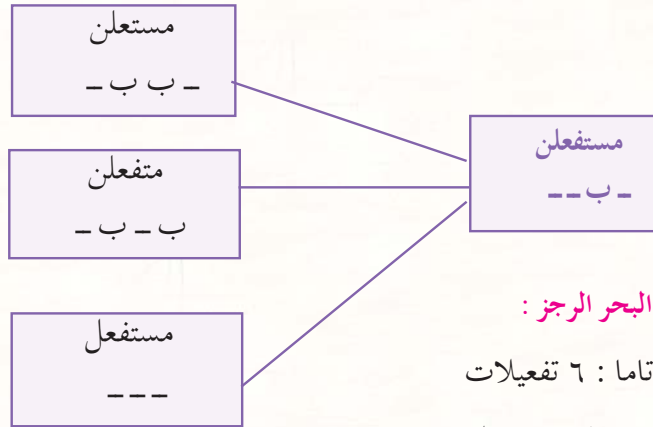 مستعلن
ـ ب ب ـ
متفعلن
ب ـ ب ـ
مستفعل
ـ ـ ـ
مستفعلن
ـ ب ـ ـ
البحر الرجز :
تاما : ٦ تفعيلات